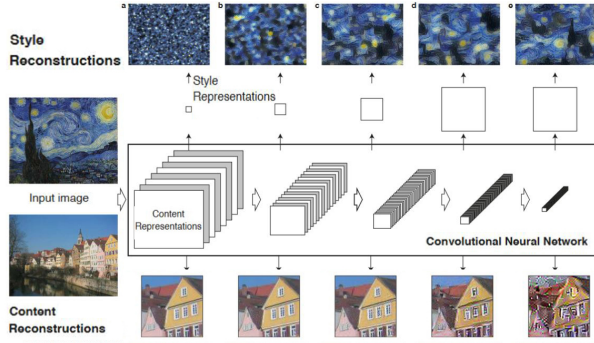 a b c d e
Style
Reconstructions
Style
Representations
Input image
Content
Representations
Convolutional Neural Network
Content
Reconstructions